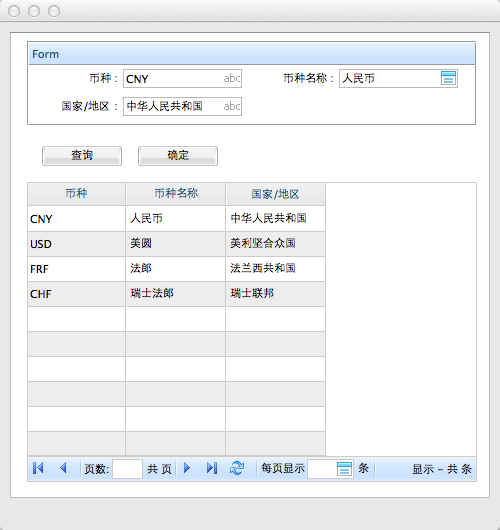 Form
币种： CNY abc 币种名称： 人民币
国家/地区： 中华人民共和国 abc
查询 确定
币种 币种名称 国家/地区
CNY 人民币 中华人民共和国
USD 美圆 美利坚合众国
FRF 法郎 法兰西共和国
CHF 瑞士法郎 瑞士联邦
页数: 共 页 每页显示 条 显示 - 共 条